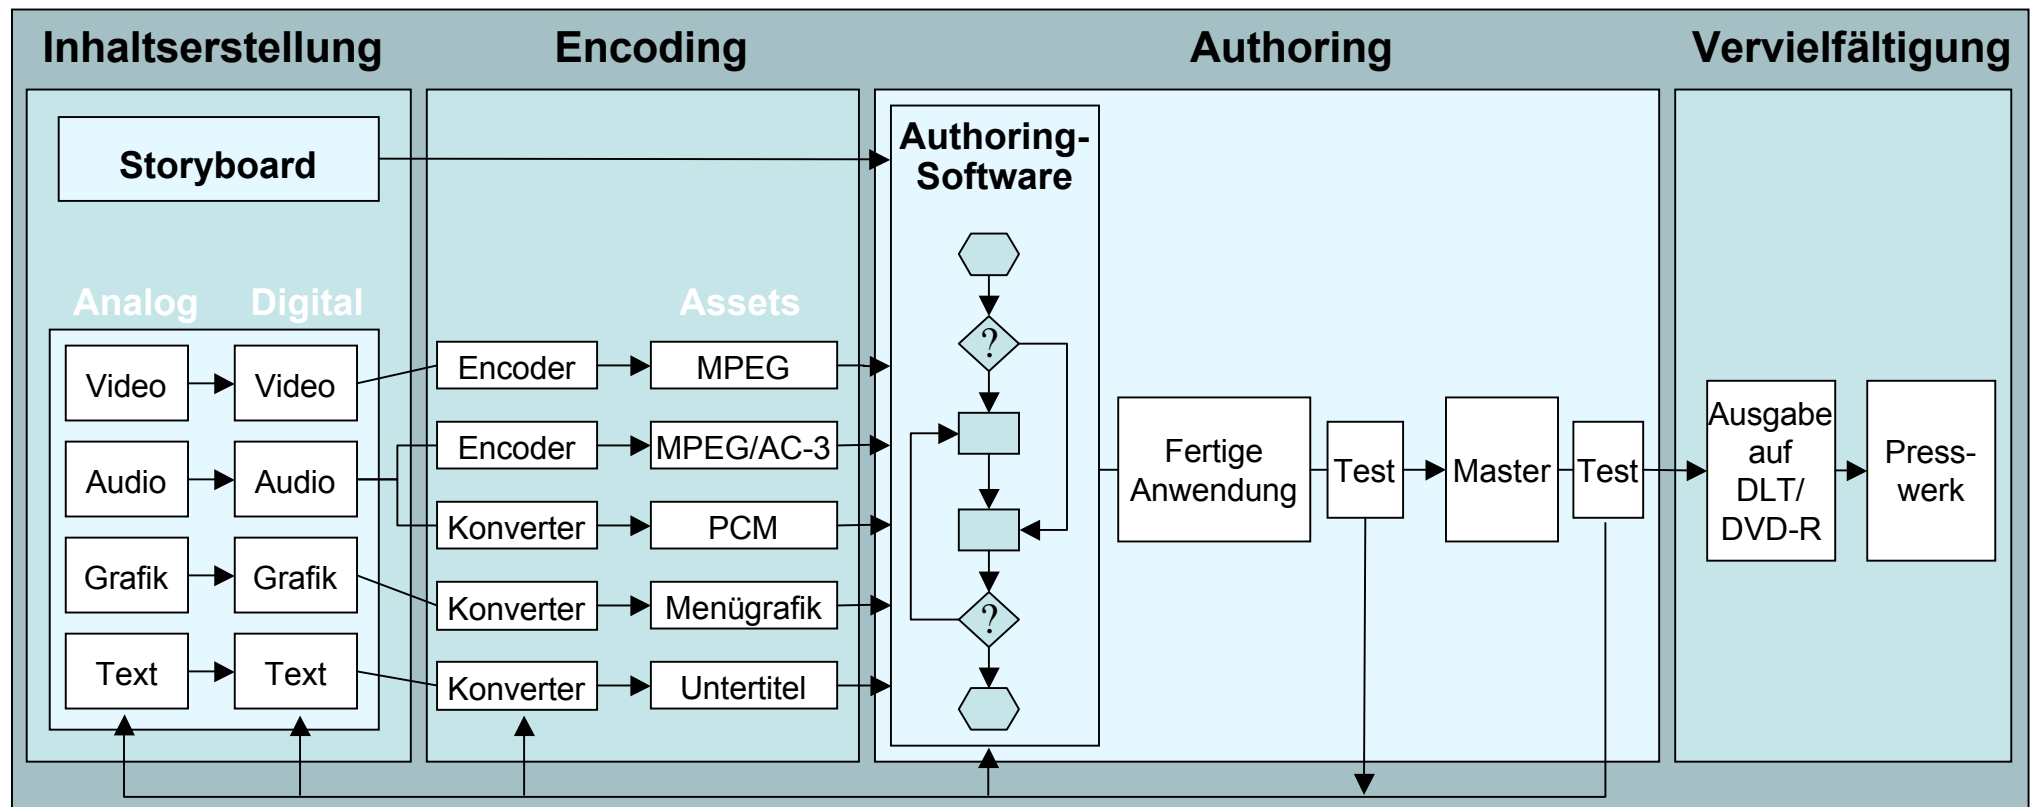 Inhaltserstellung
Encoding
Authoring
Vervielfältigung
Storyboard
Authoring-
Software
Analog
Digital
Assets
?
Video
Video
Encoder
MPEG
Audio
Audio
Encoder
MPEG/AC-3
Konverter
PCM
Grafik
Grafik
Konverter
Menügrafik
Text
Text
Konverter
Untertitel
?
Fertige
Anwendung
Test
Master
Test
Ausgabe
auf
DLT/
DVD-R
Press-
werk